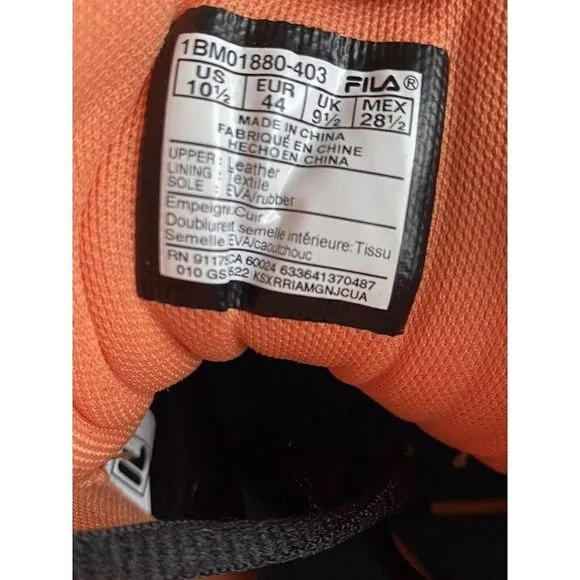 1BM01880-403 FILA®
US EUR UK MEX
10½ 44 9½ 28½
MADE IN CHINA
FABRIQUÉ EN CHINE
HECHO EN CHINA
UPPER: Leather
LINING: Textile
SOLE: EVA/rubber
Empeigne Cuir
Doublure et semelle intérieure: Tissu
Semelle EVA/caoutchouc
RN 91175 CA 60024 633641370487
010 GS522 KSXRRIAMGNJCUA